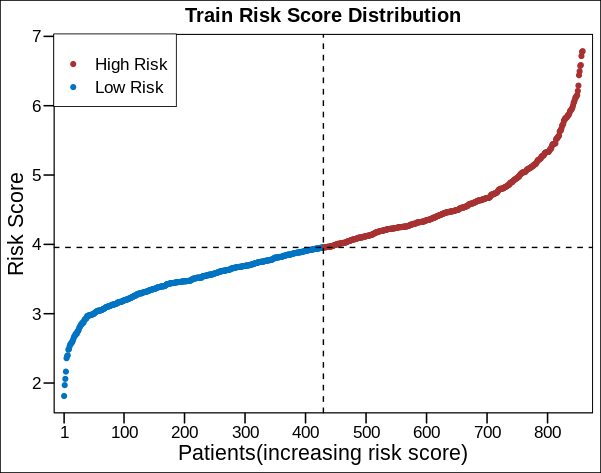 Train Risk Score Distribution
High Risk
Low Risk
Risk Score
7
6
5
4
3
2
1 100 200 300 400 500 600 700 800
Patients(increasing risk score)